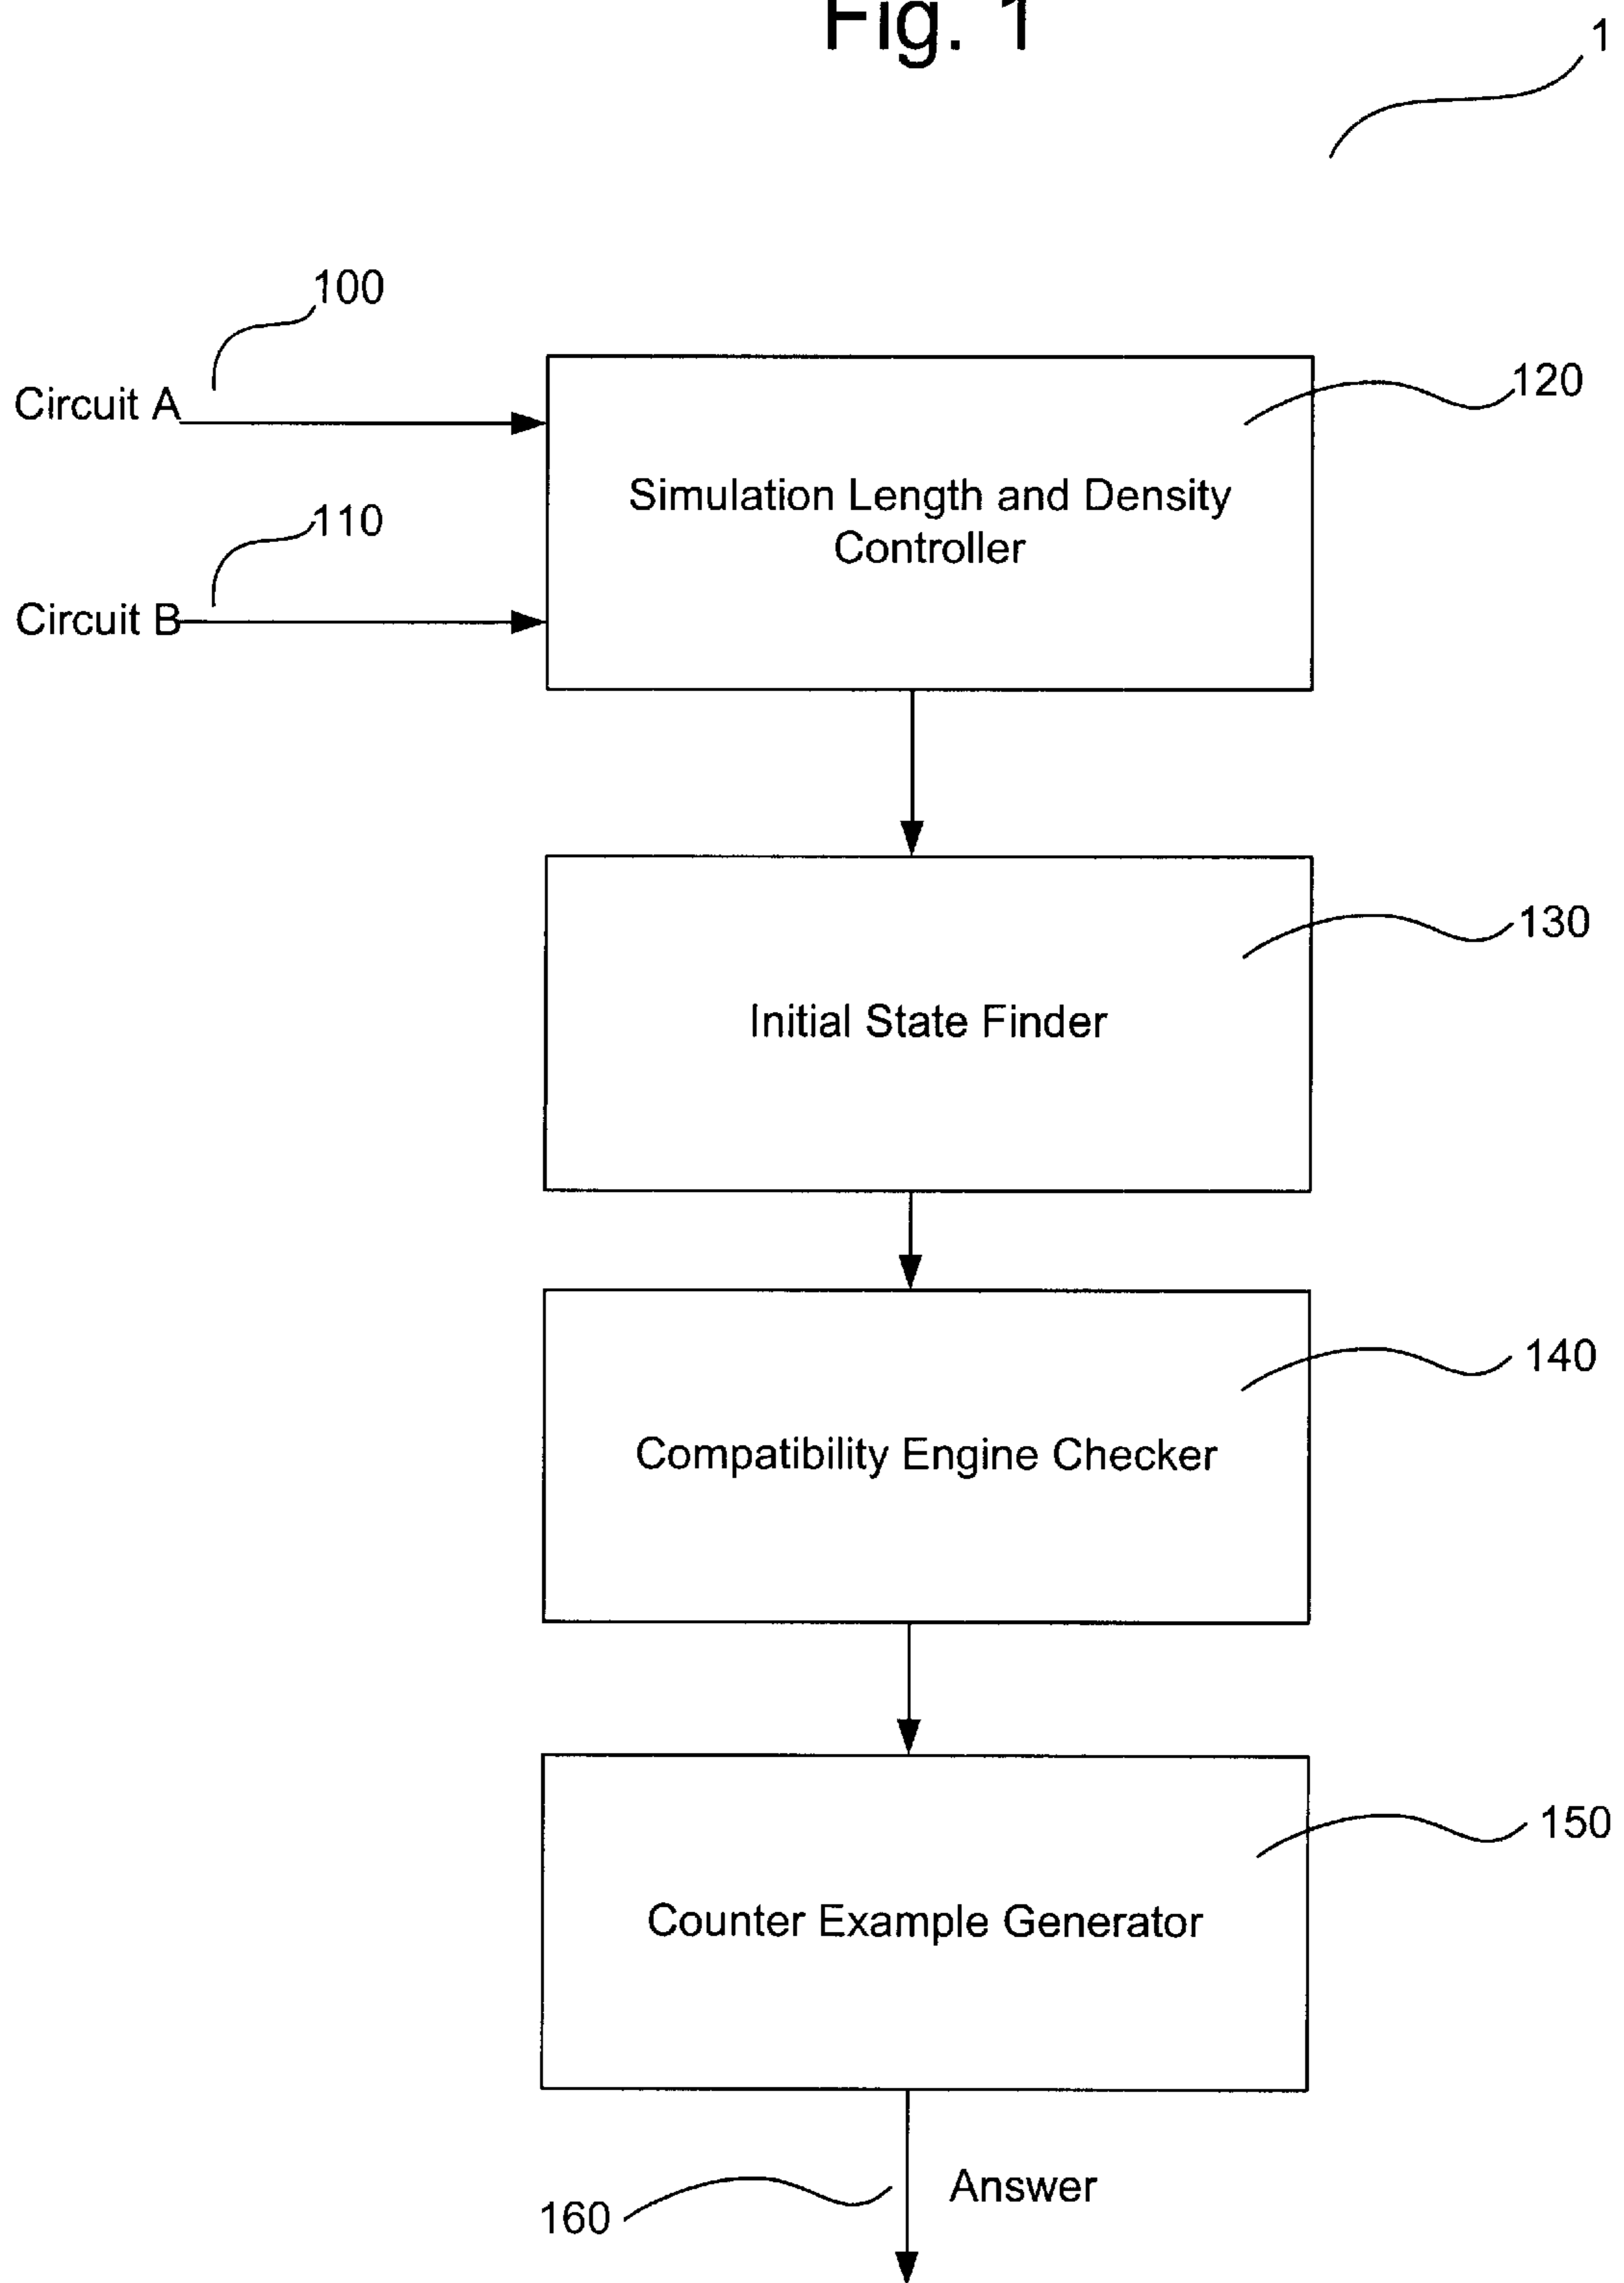 Fig. 1
1
100
Circuit A
120
Simulation Length and Density
Controller
110
Circuit B
130
Initial State Finder
140
Compatibility Engine Checker
150
Counter Example Generator
Answer
160